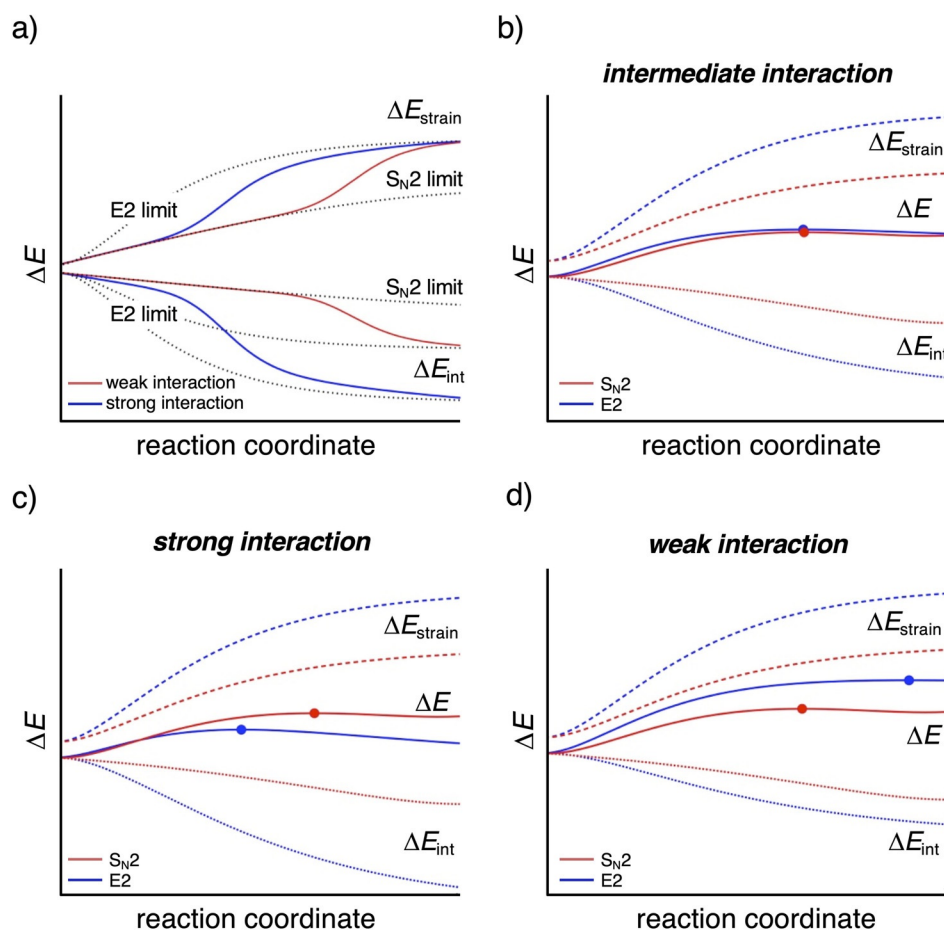 a)
ΔE
ΔEstrain
SN2 limit
E2 limit
SN2 limit
E2 limit
ΔEint
weak interaction
strong interaction
reaction coordinate
b)
intermediate interaction
ΔE
ΔEstrain
ΔE
ΔEint
SN2
E2
reaction coordinate
c)
strong interaction
ΔE
ΔEstrain
ΔE
ΔEint
SN2
E2
reaction coordinate
d)
weak interaction
ΔE
ΔEstrain
ΔE
ΔEint
SN2
E2
reaction coordinate